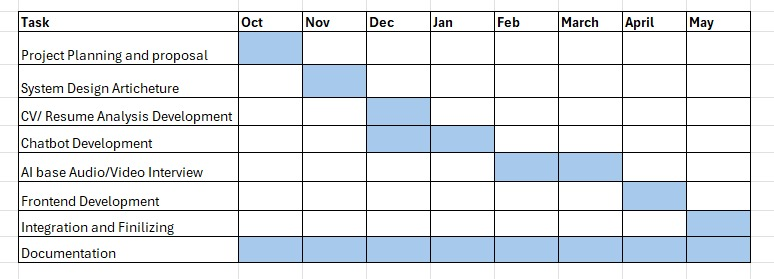 Task Oct Nov Dec Jan Feb March April May
Project Planning and proposal
System Design Articheture
CV/ Resume Analysis Development
Chatbot Development
AI base Audio/Video Interview
Frontend Development
Integration and Finilizing
Documentation